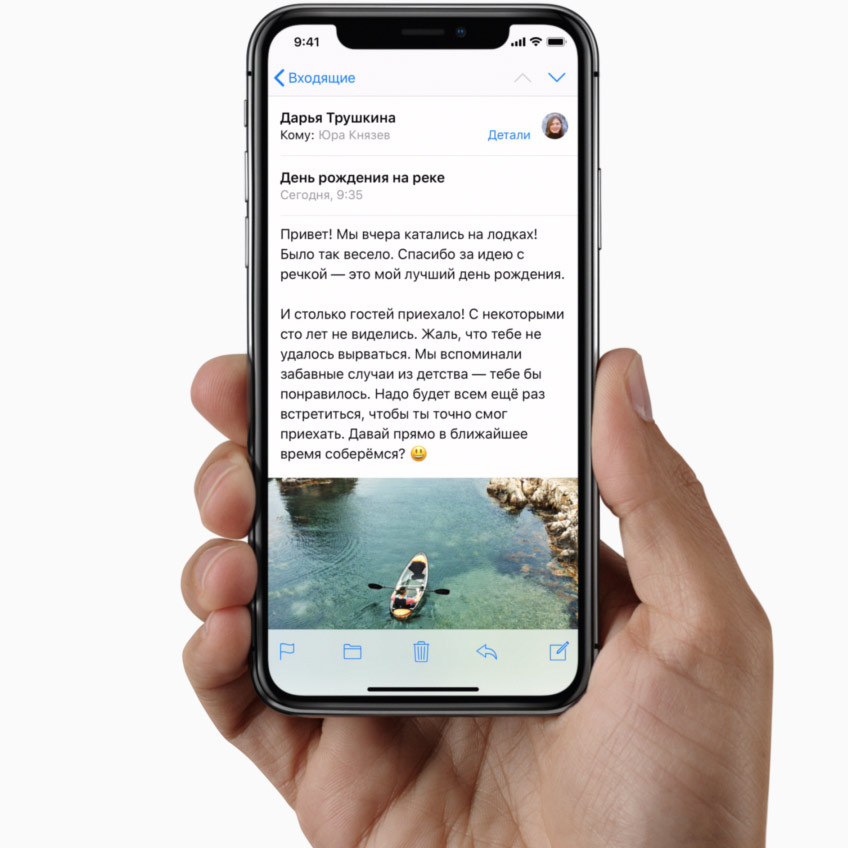 9:41
Входящие
Дарья Трушкина
Кому: Юра Князев
Детали
День рождения на реке
Сегодня, 9:35
Привет! Мы вчера катались на лодках!
Было так весело. Спасибо за идею с
речкой — это мой лучший день рождения.
И столько гостей приехало! С некоторыми
сто лет не виделись. Жаль, что тебе не
удалось вырваться. Мы вспоминали
забавные случаи из детства — тебе бы
понравилось. Надо будет всем ещё раз
встретиться, чтобы ты точно смог
приехать. Давай прямо в ближайшее
время соберёмся? 😃